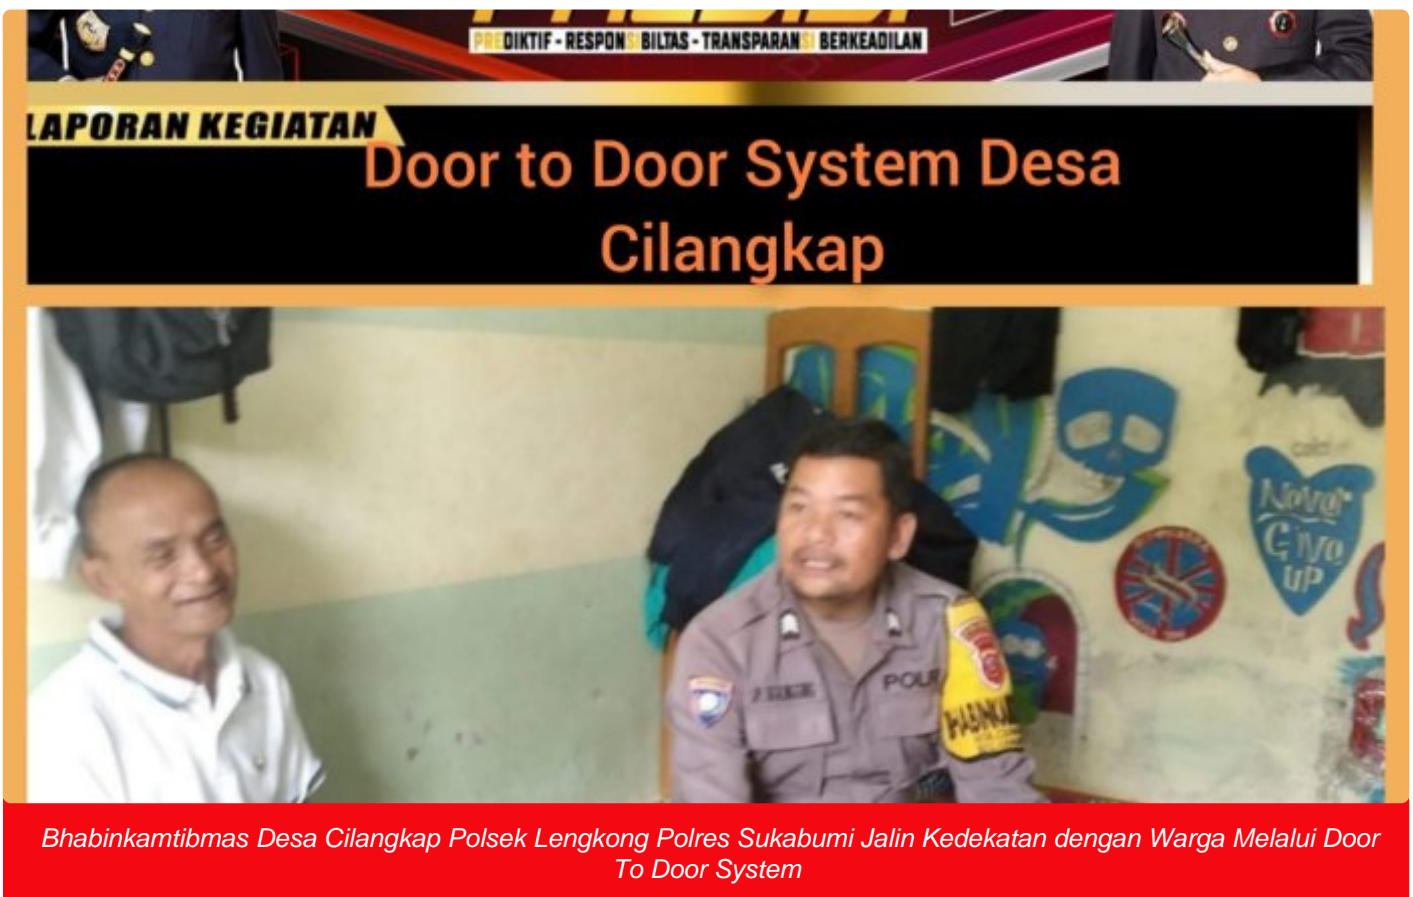 PREDIKTIF - RESPONSIBILTAS - TRANSPARANSI BERKEADILAN
LAPORAN KEGIATAN
Door to Door System Desa
Cilangkap
Never
Give
UP
Bhabinkamtibmas Desa Cilangkap Polsek Lengkong Polres Sukabumi Jalin Kedekatan dengan Warga Melalui Door
To Door System